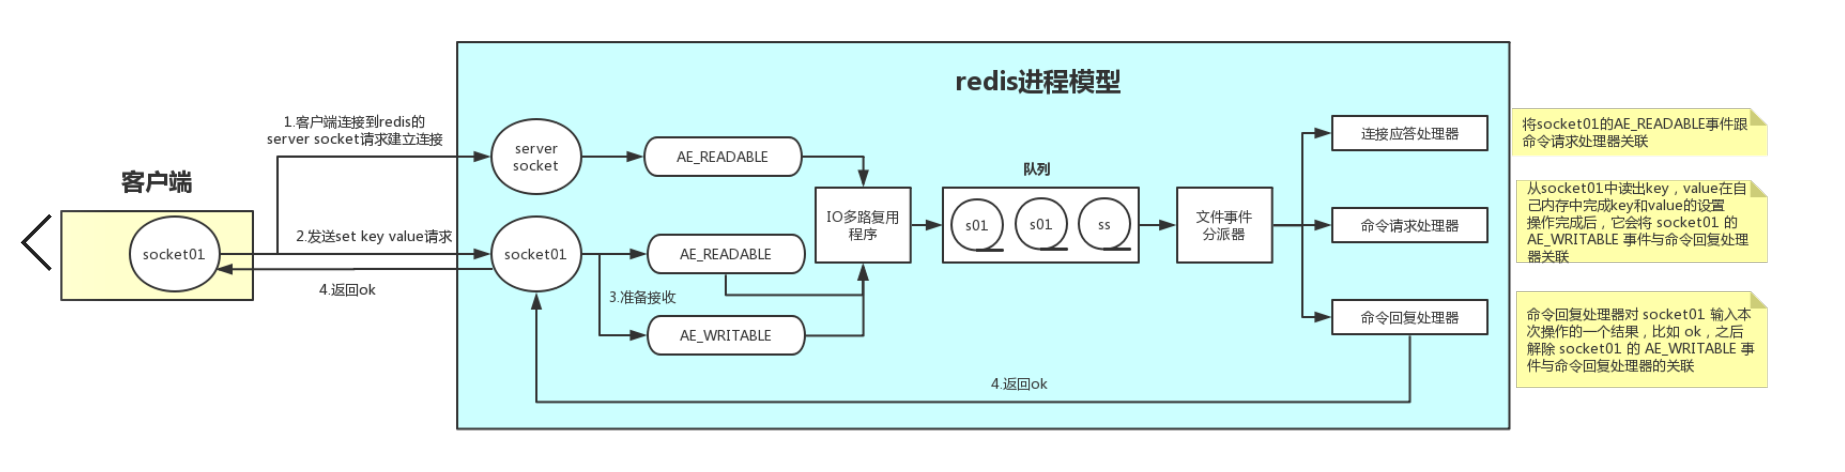 redis进程模型
1.客户端连接到redis的
server socket请求建立连接
客户端
socket01
2.发送set key value请求
4.返回ok
server
socket
socket01
AE_READABLE
AE_READABLE
3.准备接收
AE_WRITABLE
IO多路复用
程序
队列
s01
s01
ss
文件事件
分派器
连接应答处理器
命令请求处理器
命令回复处理器
4.返回ok
将socket01的AE_READABLE事件跟
命令请求处理器关联
从socket01中读出key，value在自
己内存中完成key和value的设置
操作完成后，它会将 socket01 的
AE_WRITABLE 事件与命令回复处理
器关联
命令回复处理器对 socket01 输入本
次操作的一个结果，比如 ok，之后
解除 socket01 的 AE_WRITABLE 事
件与命令回复处理器的关联